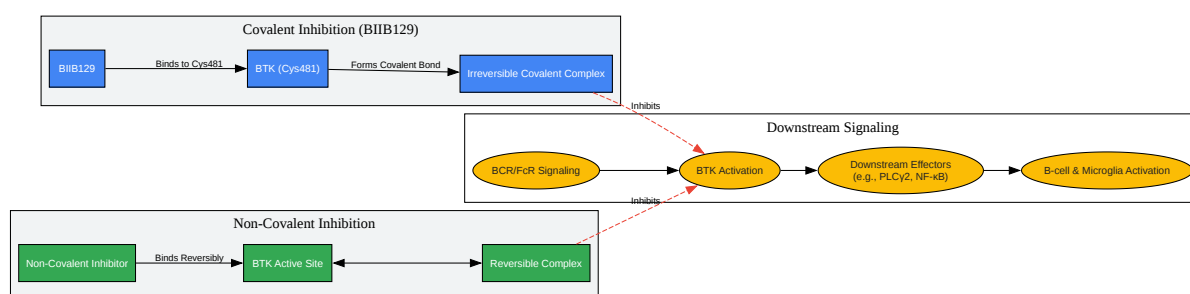 Covalent Inhibition (BIIB129)
BIIB129
Binds to Cys481
BTK (Cys481)
Forms Covalent Bond
Irreversible Covalent Complex
Inhibits
Downstream Signaling
BCR/FcR Signaling
BTK Activation
Downstream Effectors
(e.g., PLCγ2, NF-κB)
B-cell & Microglia Activation
Inhibits
Non-Covalent Inhibition
Non-Covalent Inhibitor
Binds Reversibly
BTK Active Site
Reversible Complex